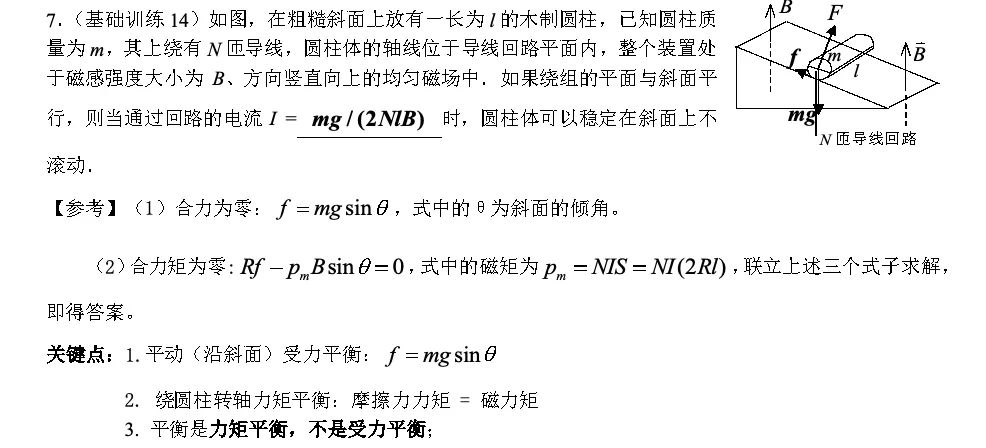 7.（基础训练 14）如图，在粗糙斜面上放有一长为 l 的木制圆柱，已知圆柱质
量为 m，其上绕有 N 匝导线，圆柱体的轴线位于导线回路平面内，整个装置处
于磁感强度大小为 B、方向竖直向上的均匀磁场中．如果绕组的平面与斜面平
行，则当通过回路的电流 I = mg / (2NlB) 时，圆柱体可以稳定在斜面上不
滚动．
B
F
f
m
l
B
mg
N 匝导线回路
【参考】（1）合力为零： f = mg sin θ ，式中的 θ 为斜面的倾角。
（2）合力矩为零: Rf − pmB sin θ = 0 ,式中的磁矩为 pm = NIS = NI(2Rl) ,联立上述三个式子求解，
即得答案。
关键点：1. 平动（沿斜面）受力平衡： f = mg sin θ
2. 绕圆柱转轴力矩平衡：摩擦力力矩 = 磁力矩
3. 平衡是力矩平衡，不是受力平衡；